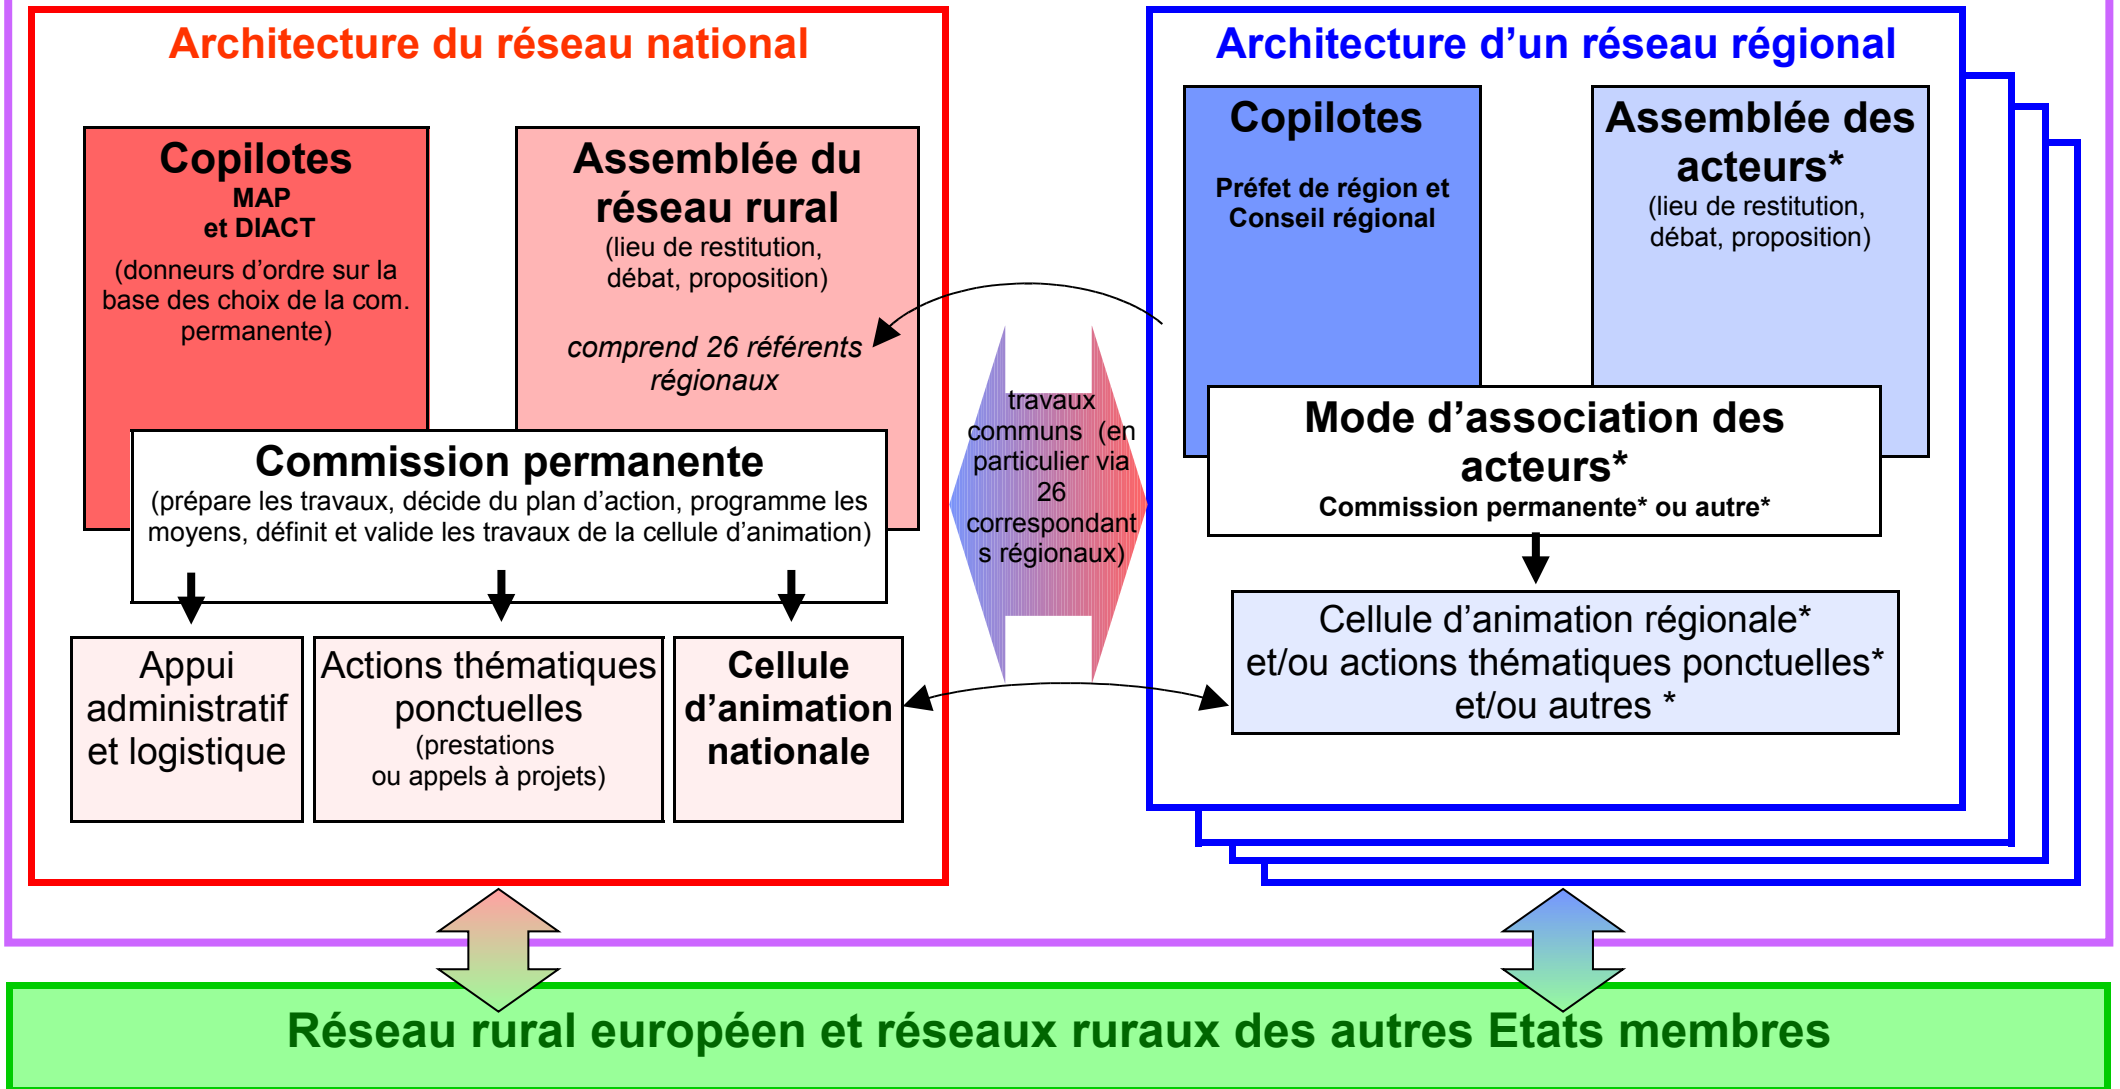 Architecture du réseau national
Copilotes
MAP
et DIACT
(donneurs d’ordre sur la
base des choix de la com.
permanente)
Assemblée du
réseau rural
(lieu de restitution,
débat, proposition)
comprend 26 référents
régionaux
Commission permanente
(prépare les travaux, décide du plan d’action, programme les
moyens, définit et valide les travaux de la cellule d’animation)
Appui
administratif
et logistique
Actions thématiques
ponctuelles
(prestations
ou appels à projets)
Cellule
d’animation
nationale
travaux
communs (en
particulier via
26
correspondant
s régionaux)
Architecture d’un réseau régional
Copilotes
Préfet de région et
Conseil régional
Assemblée des
acteurs*
(lieu de restitution,
débat, proposition)
Mode d’association des
acteurs*
Commission permanente* ou autre*
Cellule d’animation régionale*
et/ou actions thématiques ponctuelles*
et/ou autres *
Réseau rural européen et réseaux ruraux des autres Etats membres